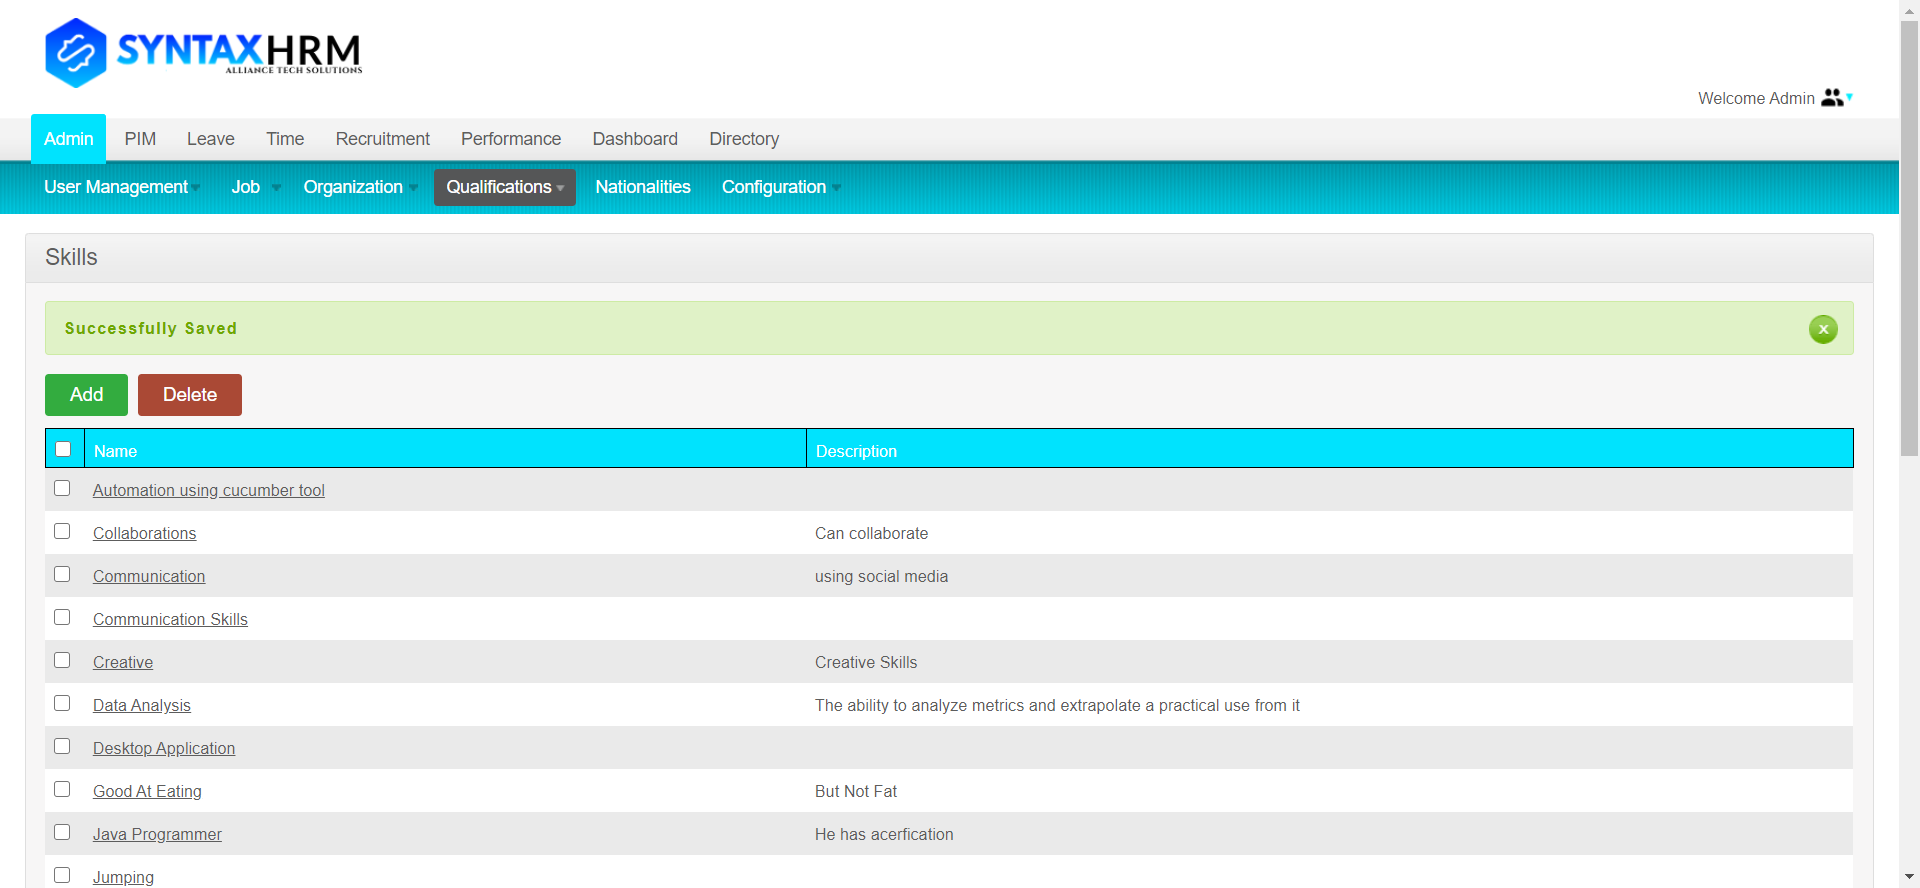 SYNTAXHRM
ALLIANCE TECH SOLUTIONS
Welcome Admin
Admin PIM Leave Time Recruitment Performance Dashboard Directory
User Management Job Organization Qualifications Nationalities Configuration
Skills
Successfully Saved
x
Add Delete
Name Description
Automation using cucumber tool
Collaborations Can collaborate
Communication using social media
Communication Skills
Creative Creative Skills
Data Analysis The ability to analyze metrics and extrapolate a practical use from it
Desktop Application
Good At Eating But Not Fat
Java Programmer He has acerfication
Jumping